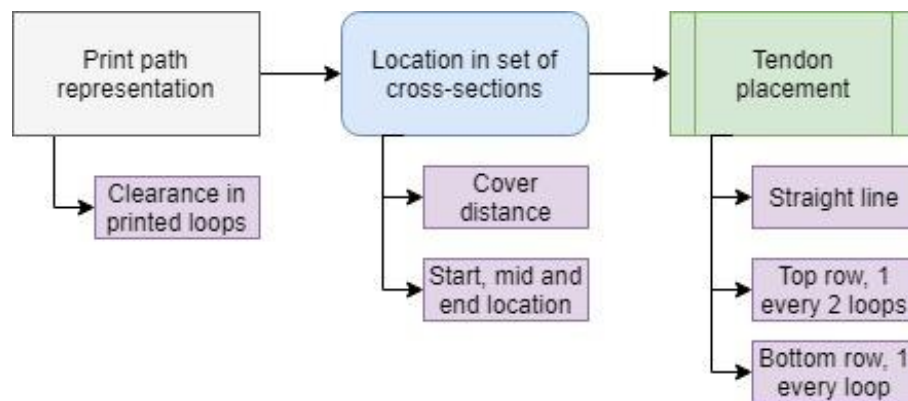 Print path
representation
Location in set of
cross-sections
Tendon
placement
Clearance in
printed loops
Cover
distance
Straight line
Start, mid and
end location
Top row, 1
every 2 loops
Bottom row, 1
every loop